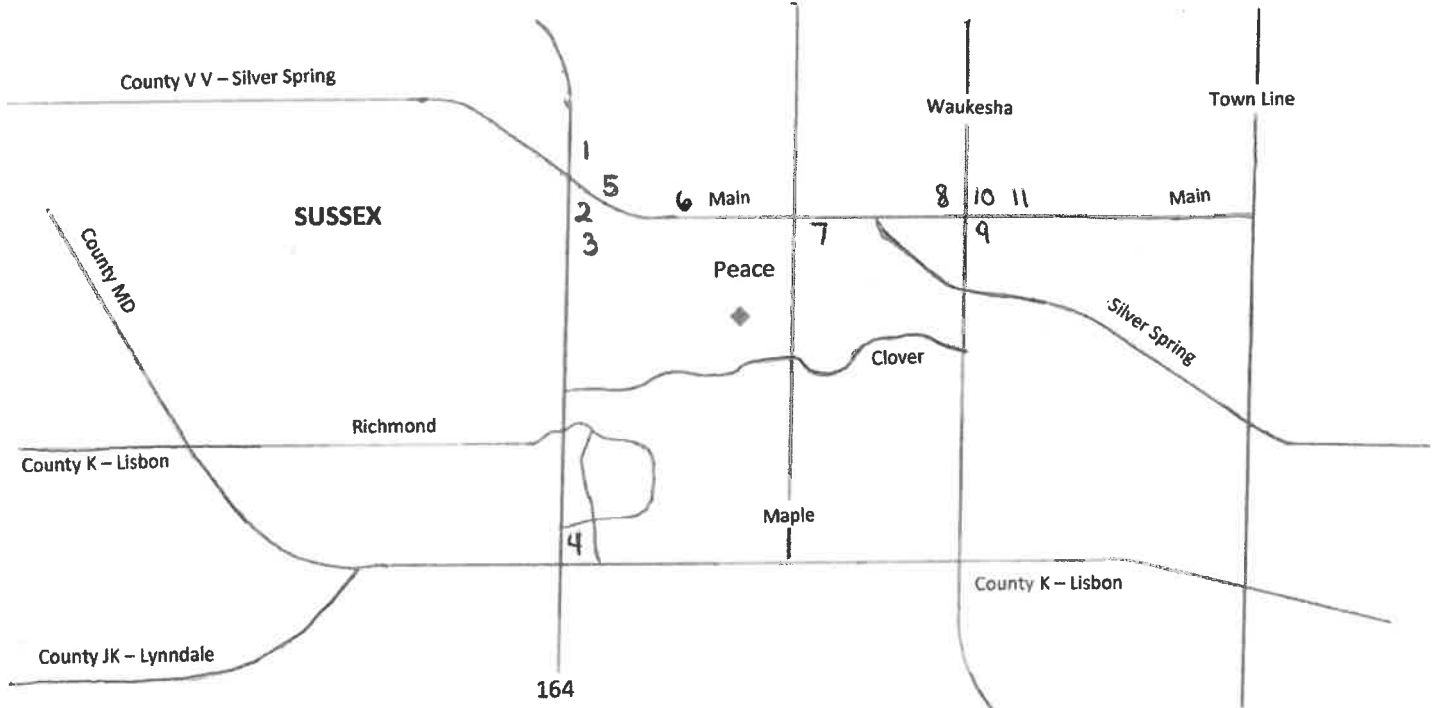 County V V – Silver Spring
Waukesha
Town Line
1
5
6 Main
8 10 11
Main
SUSSEX
2
3
7
9
County MD
Peace
Silver Spring
Clover
Richmond
County K – Lisbon
Maple
4
County K – Lisbon
County JK – Lynndale
164